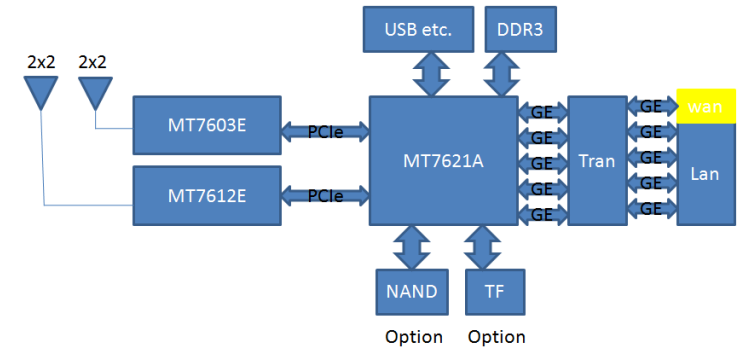 USB etc.
DDR3
2x2
2x2
MT7603E
PCIe
MT7612E
PCIe
MT7621A
GE
GE
GE
GE
GE
Tran
GE
GE
GE
GE
GE
wan
Lan
NAND
TF
Option
Option